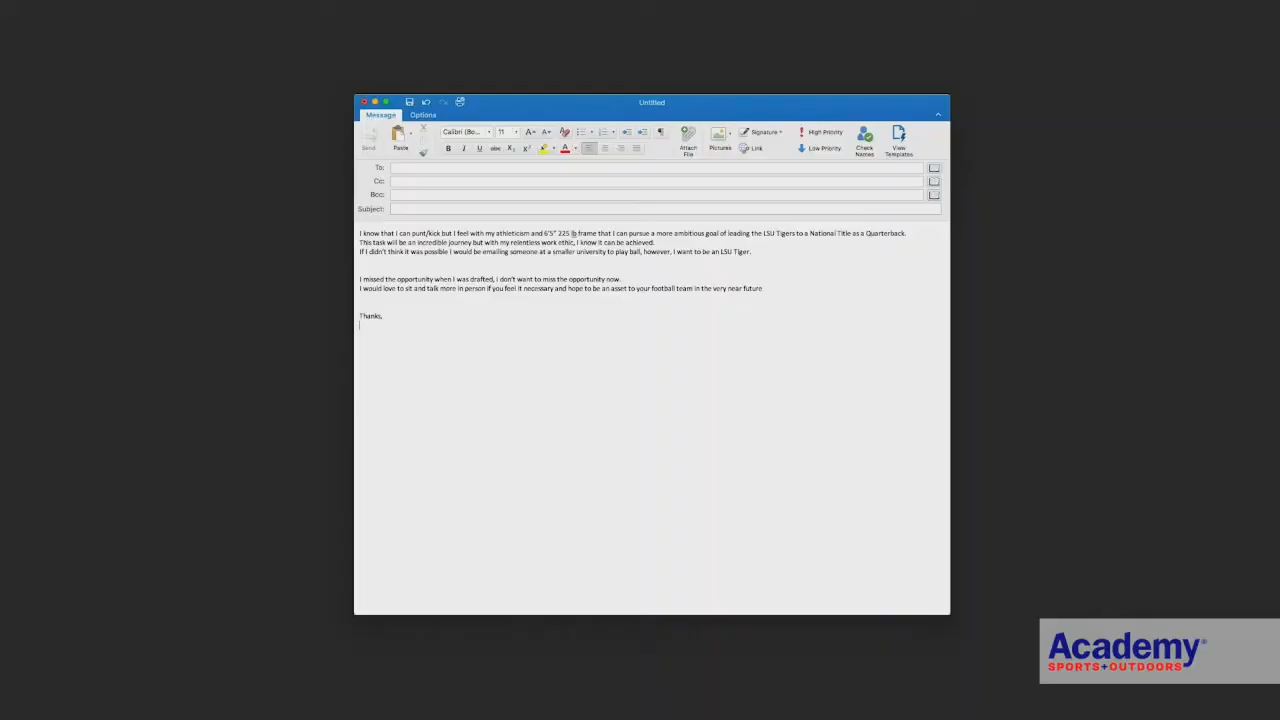 Untitled
Message Options
Calibri (Bo... 11
Send Paste
B I U abc X₂ X²
Attach File
Pictures
Signature
Link
High Priority
Low Priority
Check Names
View Templates
To:
Cc:
Bcc:
Subject:
I know that I can punt/kick but I feel with my athleticism and 6'5" 225 lb frame that I can pursue a more ambitious goal of leading the LSU Tigers to a National Title as a Quarterback.
This task will be an incredible journey but with my relentless work ethic, I know it can be achieved.
If I didn't think it was possible I would be emailing someone at a smaller university to play ball, however, I want to be an LSU Tiger.
I missed the opportunity when I was drafted, I don't want to miss the opportunity now.
I would love to sit and talk more in person if you feel it necessary and hope to be an asset to your football team in the very near future
Thanks,
Academy®
SPORTS+OUTDOORS